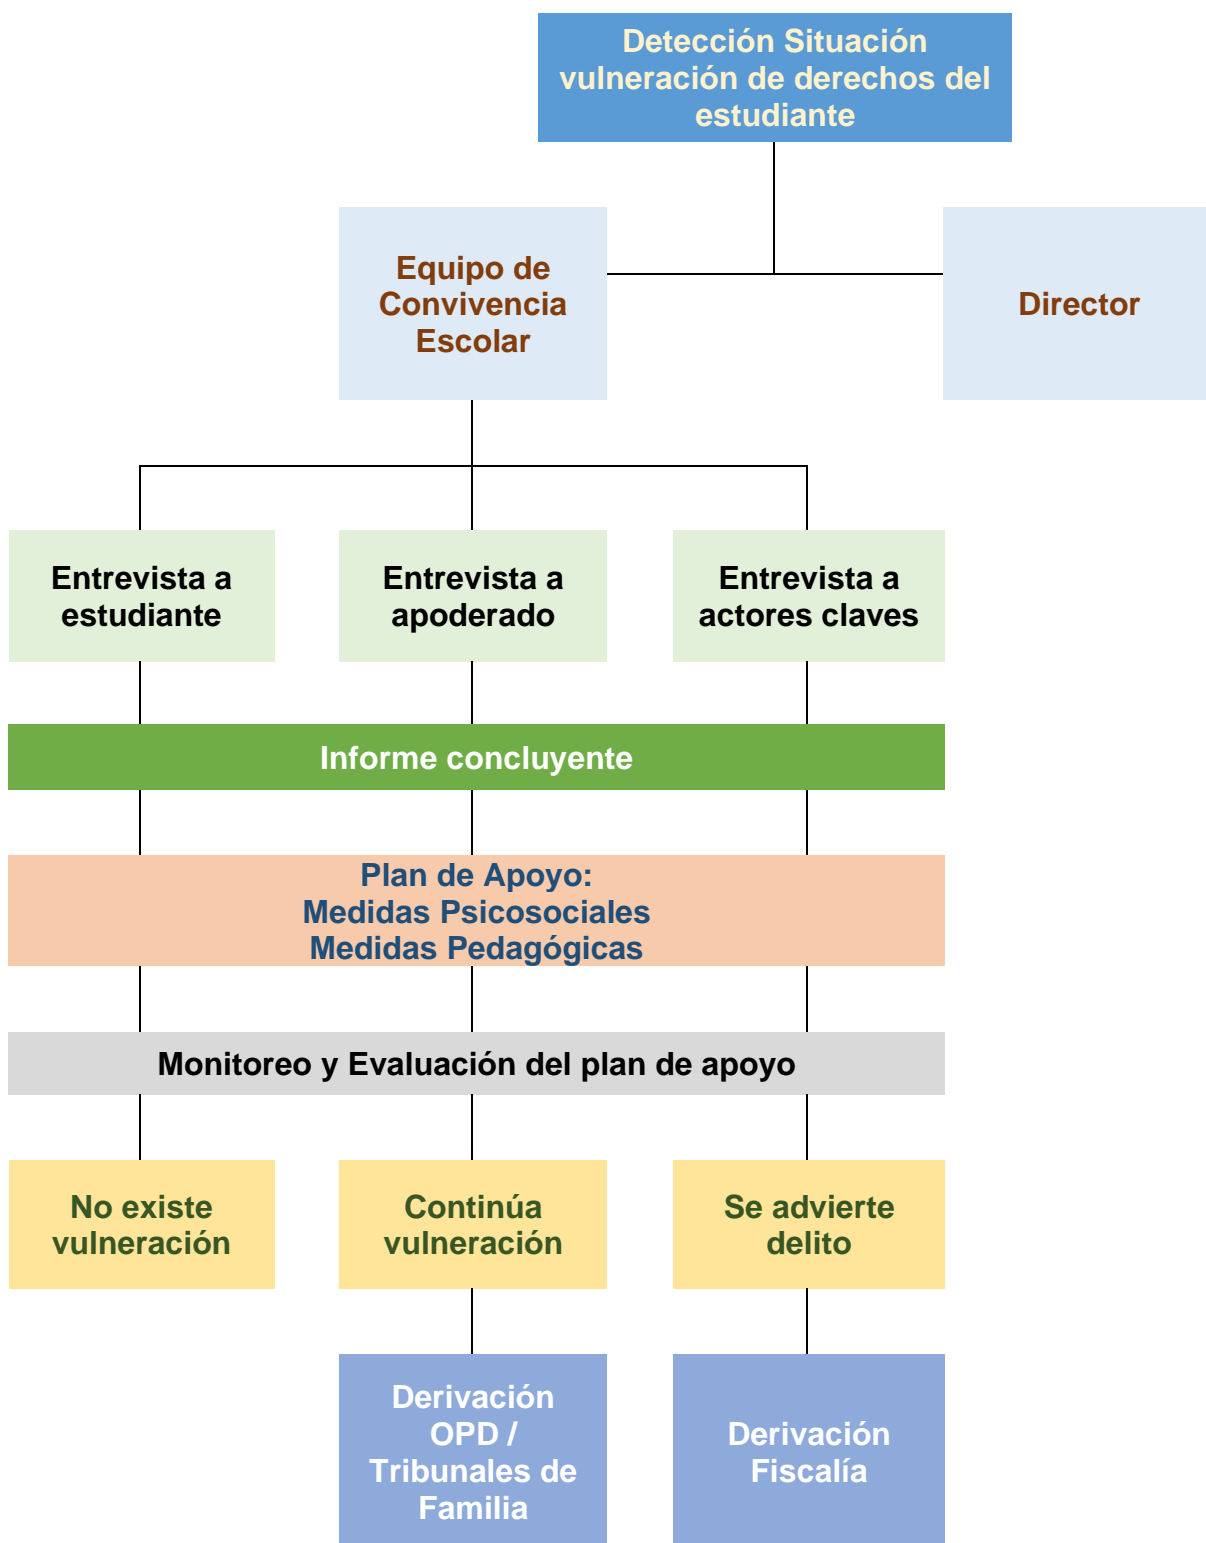 Detección Situación
vulneración de derechos del
estudiante
Equipo de
Convivencia
Escolar
Director
Entrevista a
estudiante
Entrevista a
apoderado
Entrevista a
actores claves
Informe concluyente
Plan de Apoyo:
Medidas Psicosociales
Medidas Pedagógicas
Monitoreo y Evaluación del plan de apoyo
No existe
vulneración
Continúa
vulneración
Se advierte
delito
Derivación
OPD /
Tribunales de
Familia
Derivación
Fiscalía